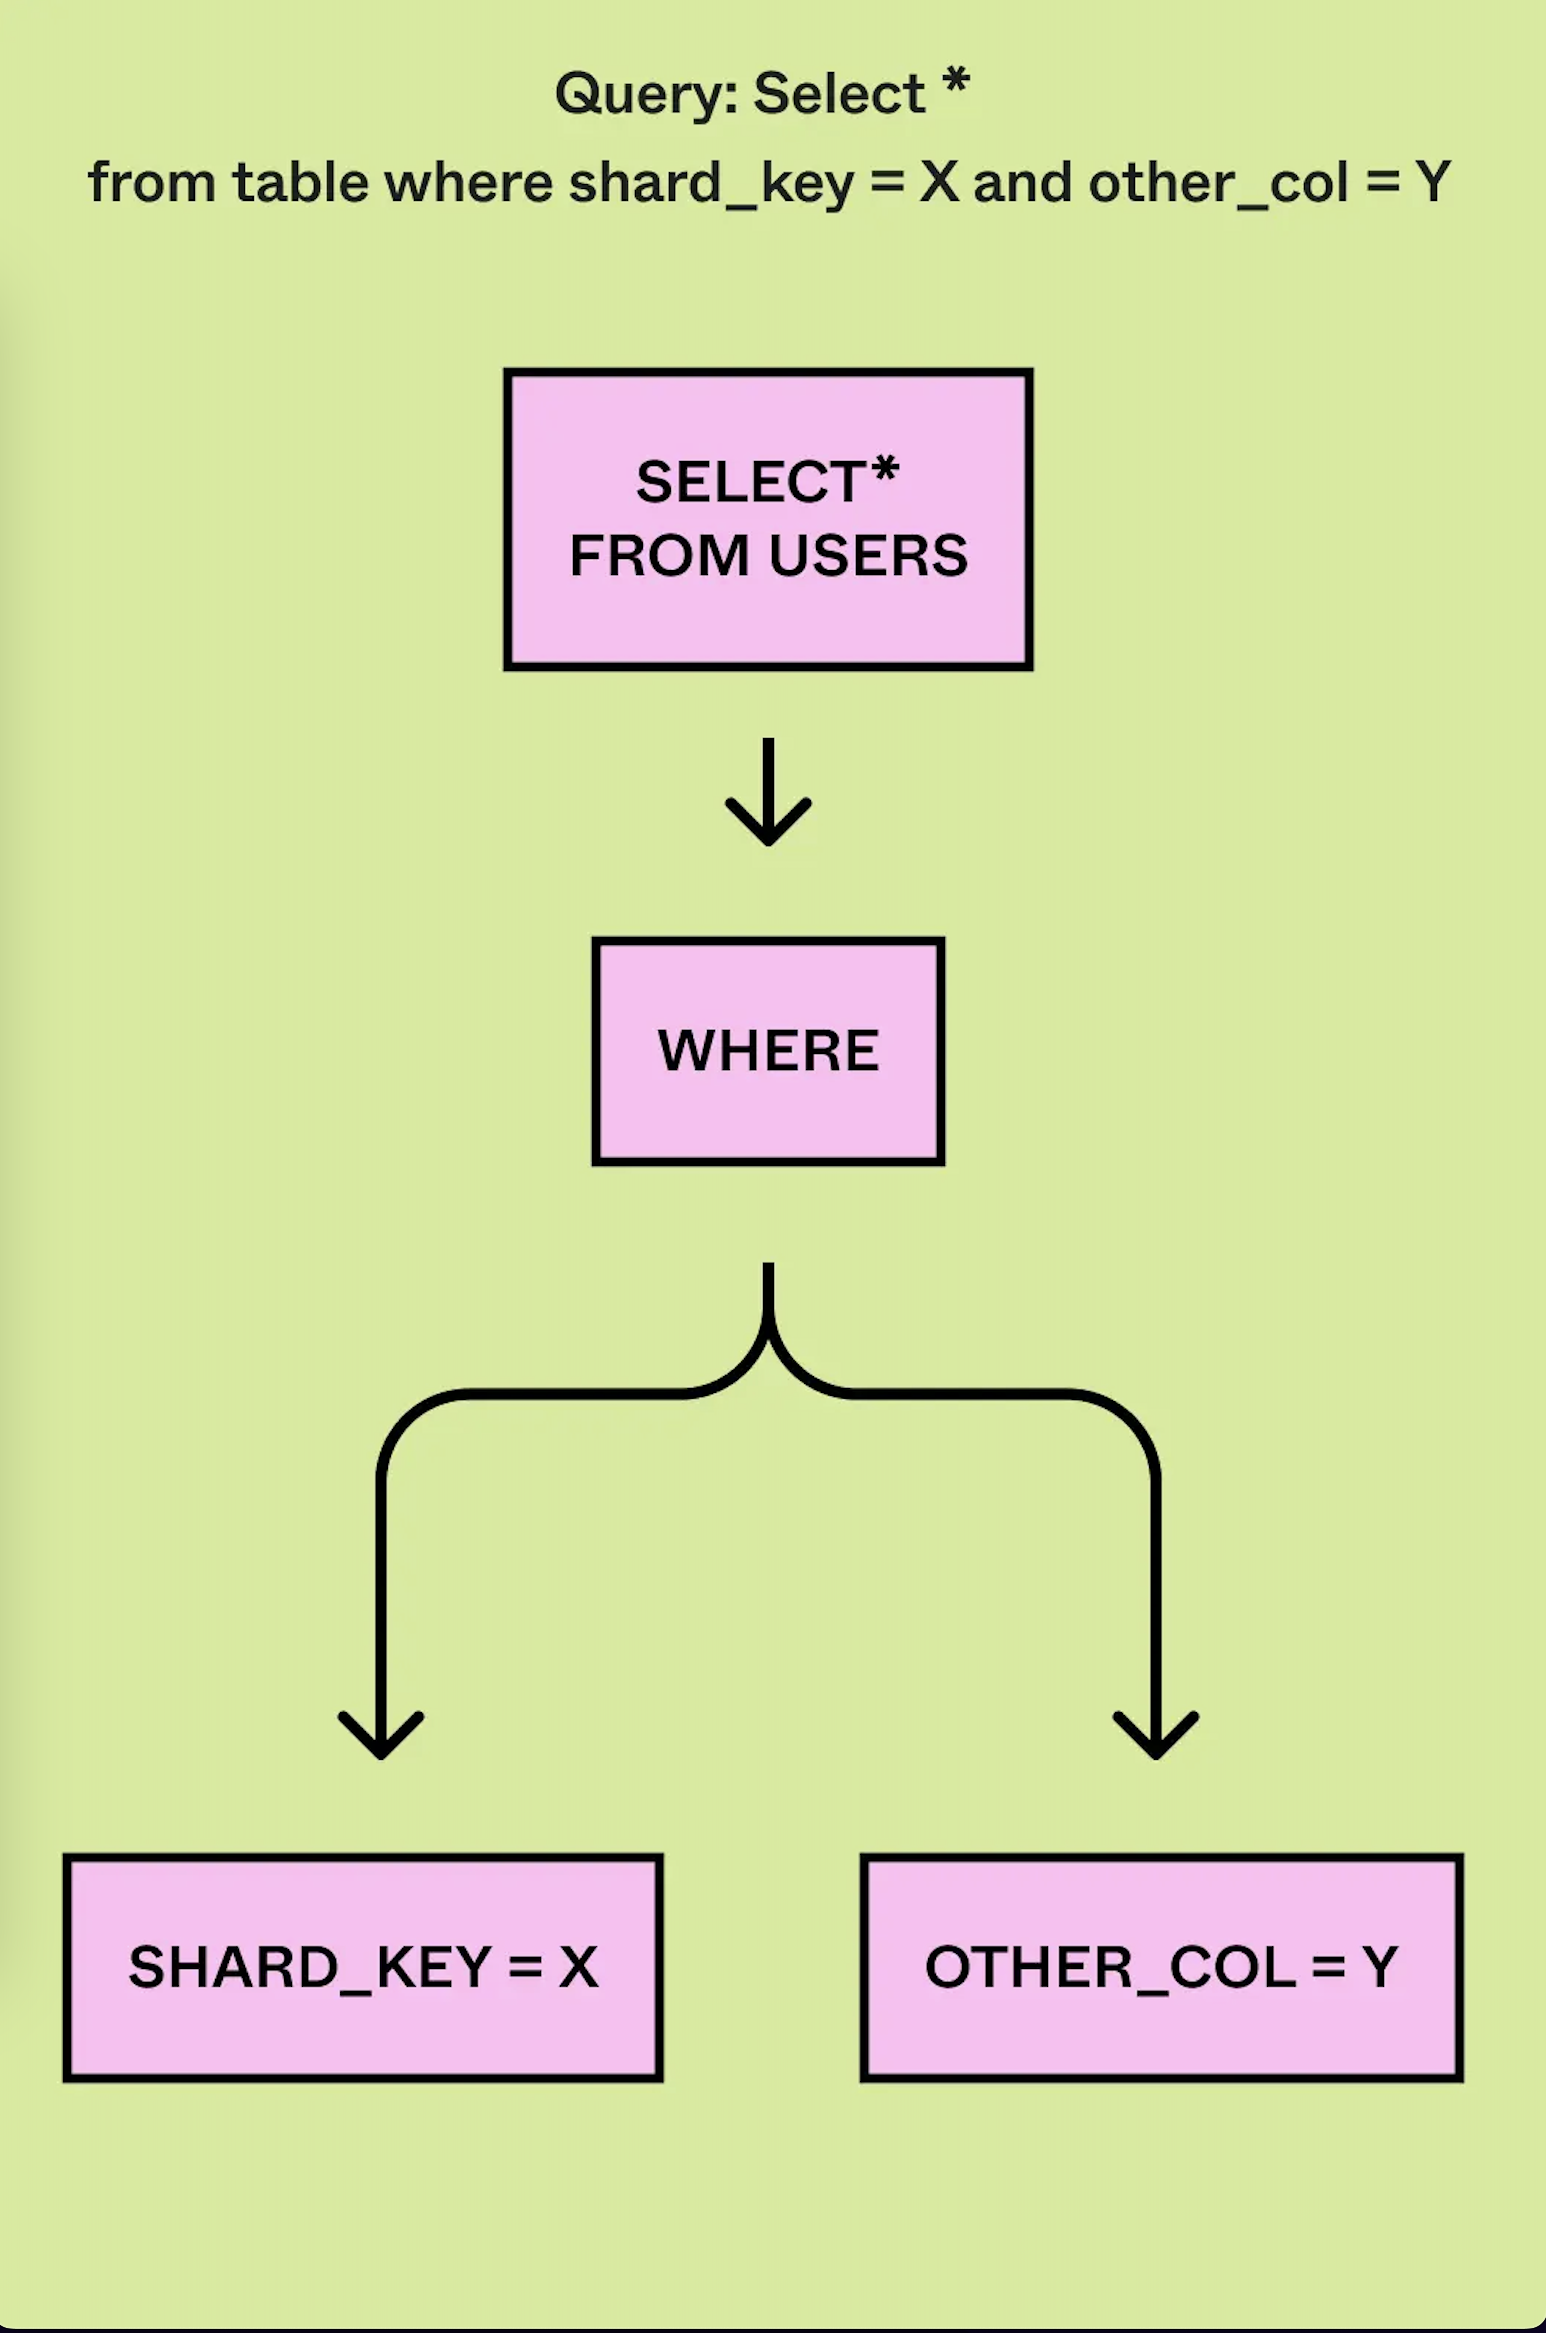 Query: Select *
from table where shard_key = X and other_col = Y
SELECT*
FROM USERS
WHERE
SHARD_KEY = X
OTHER_COL = Y